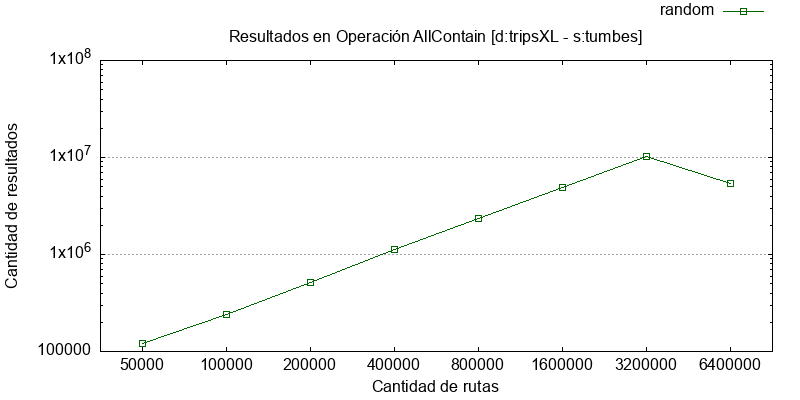 random
Resultados en Operación AllContain [d:tripsXL - s:tumbes]
1x10^8
1x10^7
1x10^6
100000
Cantidad de resultados
50000 100000 200000 400000 800000 1600000 3200000 6400000
Cantidad de rutas